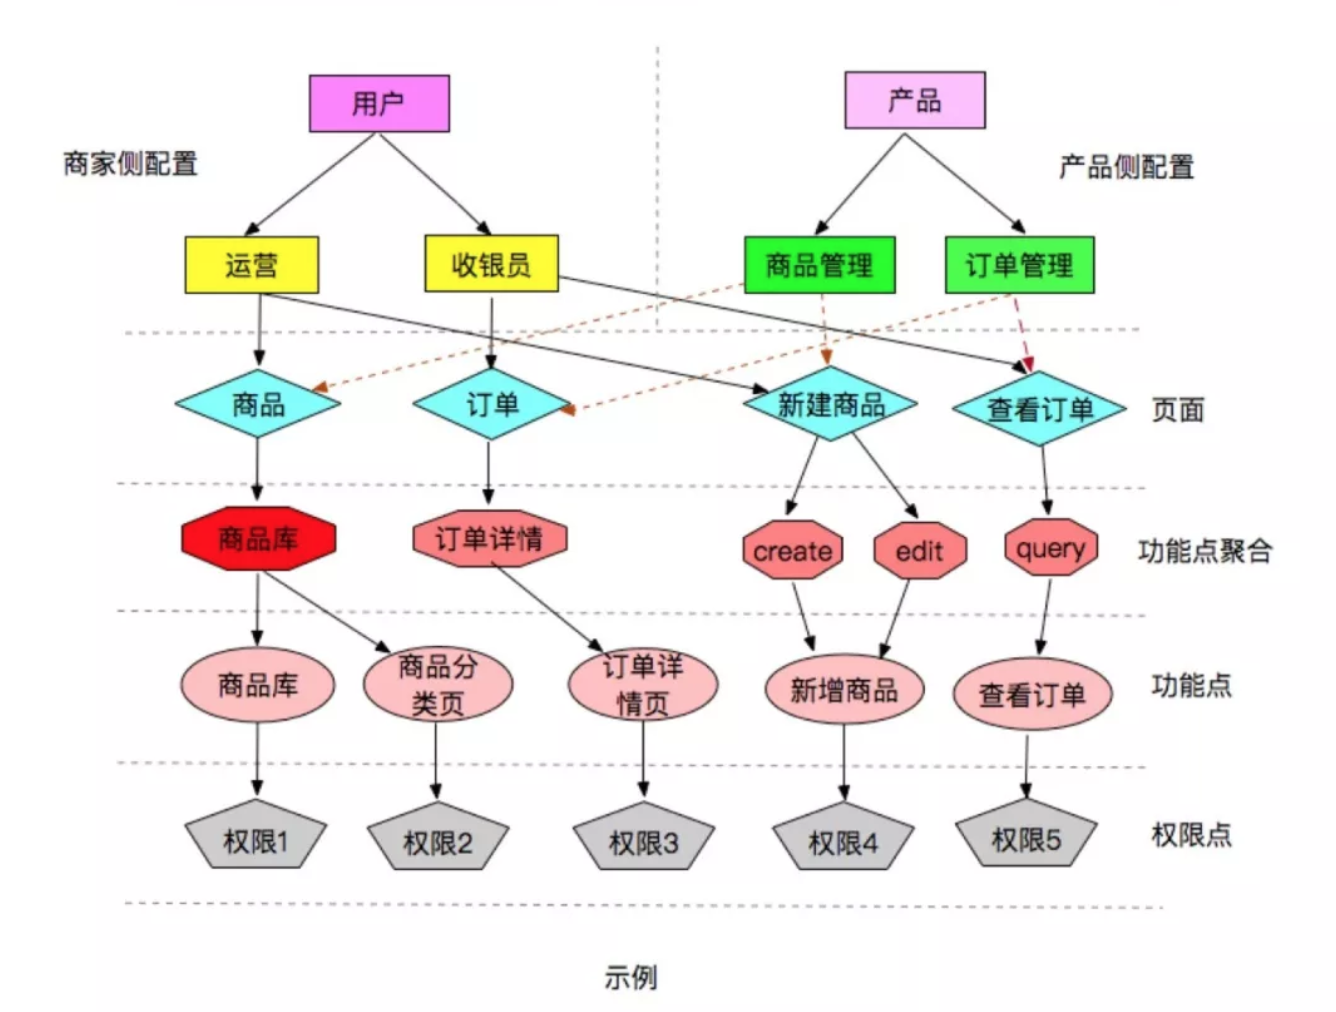 用户
产品
商家侧配置
产品侧配置
运营
收银员
商品管理
订单管理
商品
订单
新建商品
查看订单
页面
商品库
订单详情
create
edit
query
功能点聚合
商品库
商品分
类页
订单详
情页
新增商品
查看订单
功能点
权限1
权限2
权限3
权限4
权限5
权限点
示例